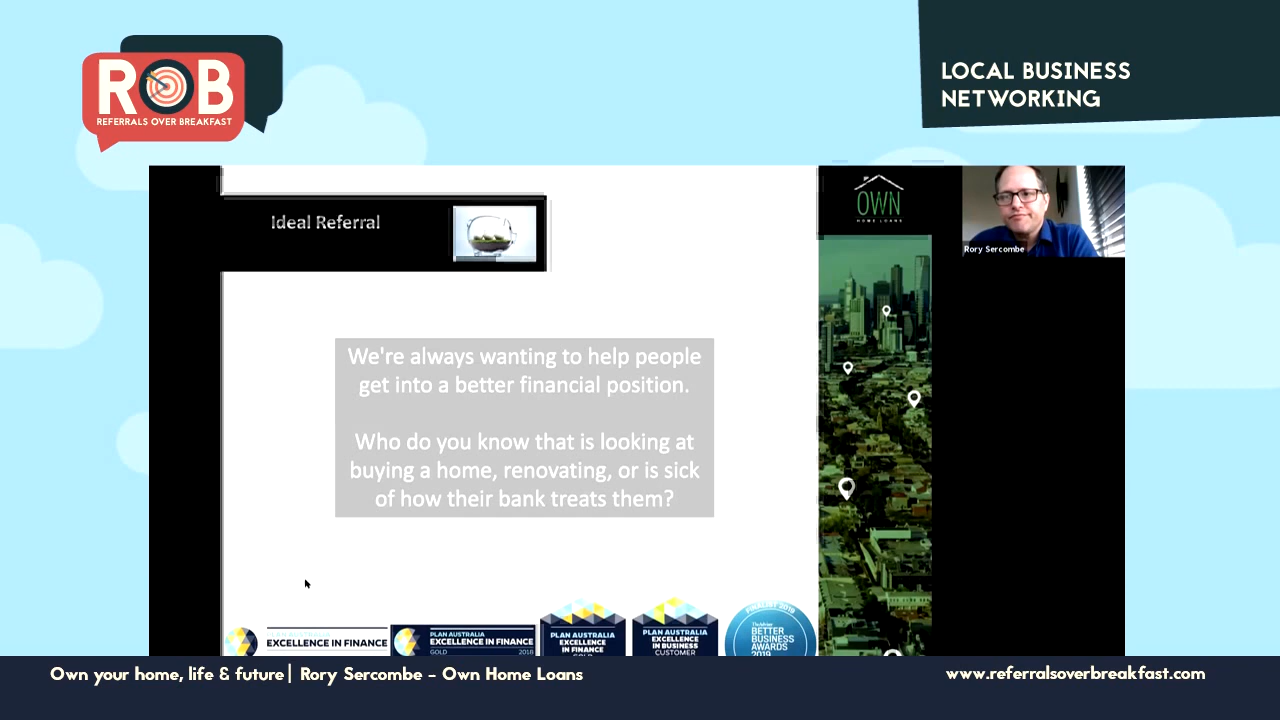 ROB
REFERRALS OVER BREAKFAST
LOCAL BUSINESS
NETWORKING
Ideal Referral
OWN
HOME LOANS
Rory Sercombe
We're always wanting to help people
get into a better financial position.
Who do you know that is looking at
buying a home, renovating, or is sick
of how their bank treats them?
EXCELLENCE IN FINANCE
PLAN AUSTRALIA
EXCELLENCE IN FINANCE
GOLD 2018
PLAN AUSTRALIA
EXCELLENCE
IN FINANCE
GOLD
PLAN AUSTRALIA
EXCELLENCE
IN BUSINESS
CUSTOMER
FINALIST 2019
TheAdviser
BETTER
BUSINESS
AWARDS
2019
Own your home, life & future| Rory Sercombe - Own Home Loans
www.referralsoverbreakfast.com